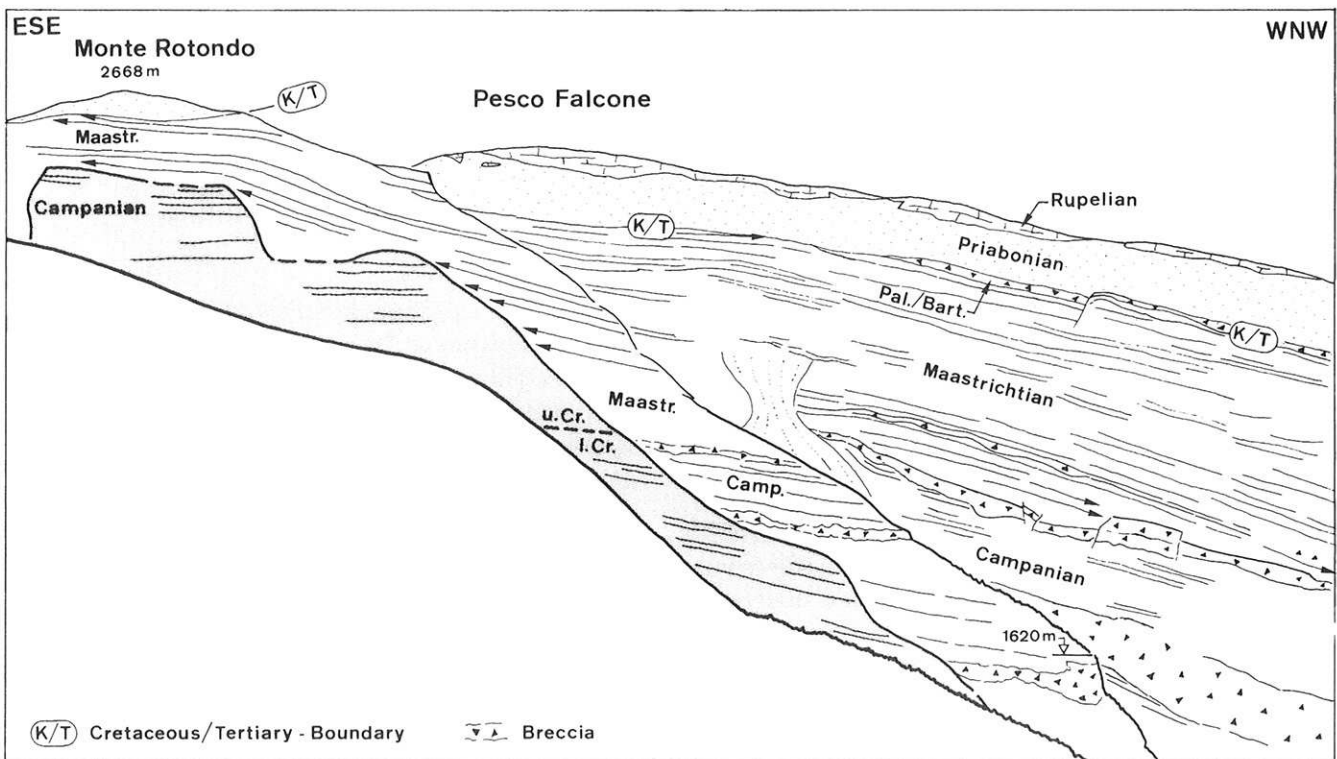 ESE
WNW
Monte Rotondo
2668m
K/T
Pesco Falcone
Maastr.
Campanian
K/T
Rupelian
Priabonian
Pal./Bart.
K/T
Maastrichtian
Maastr.
u.Cr.
l.Cr.
Camp.
Campanian
1620m
K/T Cretaceous/Tertiary - Boundary
Breccia